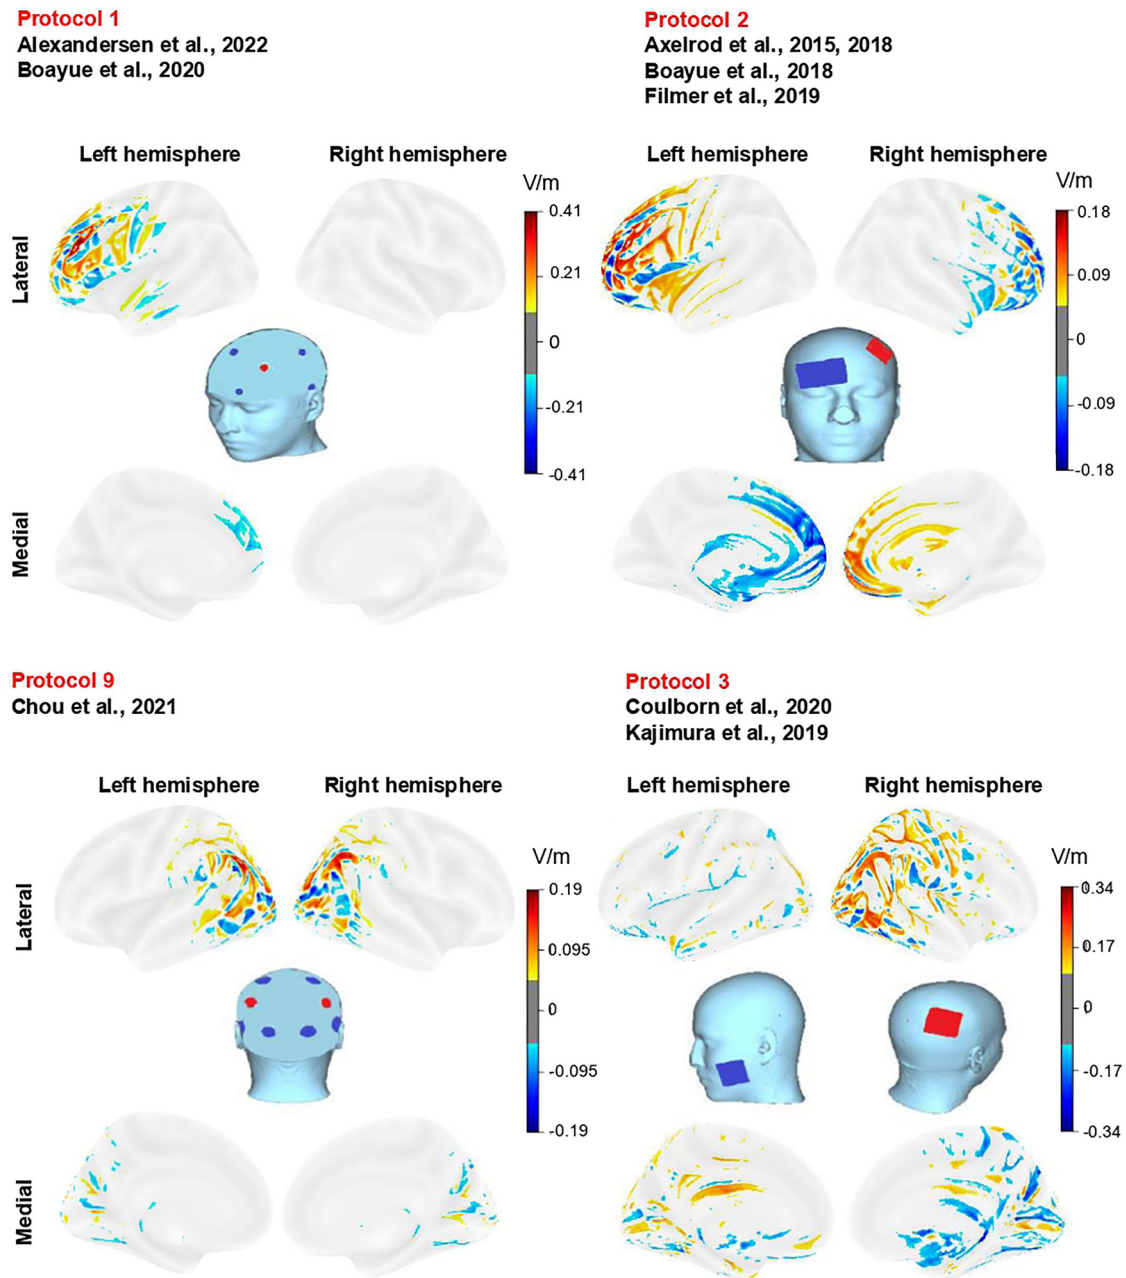 Protocol 1
Alexandersen et al., 2022
Boayue et al., 2020
Protocol 2
Axelrod et al., 2015, 2018
Boayue et al., 2018
Filmer et al., 2019
Left hemisphere
Right hemisphere
V/m
0.41
0.21
0
-0.21
-0.41
Lateral
Medial
Left hemisphere
Right hemisphere
V/m
0.18
0.09
0
-0.09
-0.18
Protocol 9
Chou et al., 2021
Protocol 3
Coulborn et al., 2020
Kajimura et al., 2019
Left hemisphere
Right hemisphere
V/m
0.19
0.095
0
-0.095
-0.19
Lateral
Medial
Left hemisphere
Right hemisphere
V/m
0.34
0.17
0
-0.17
-0.34